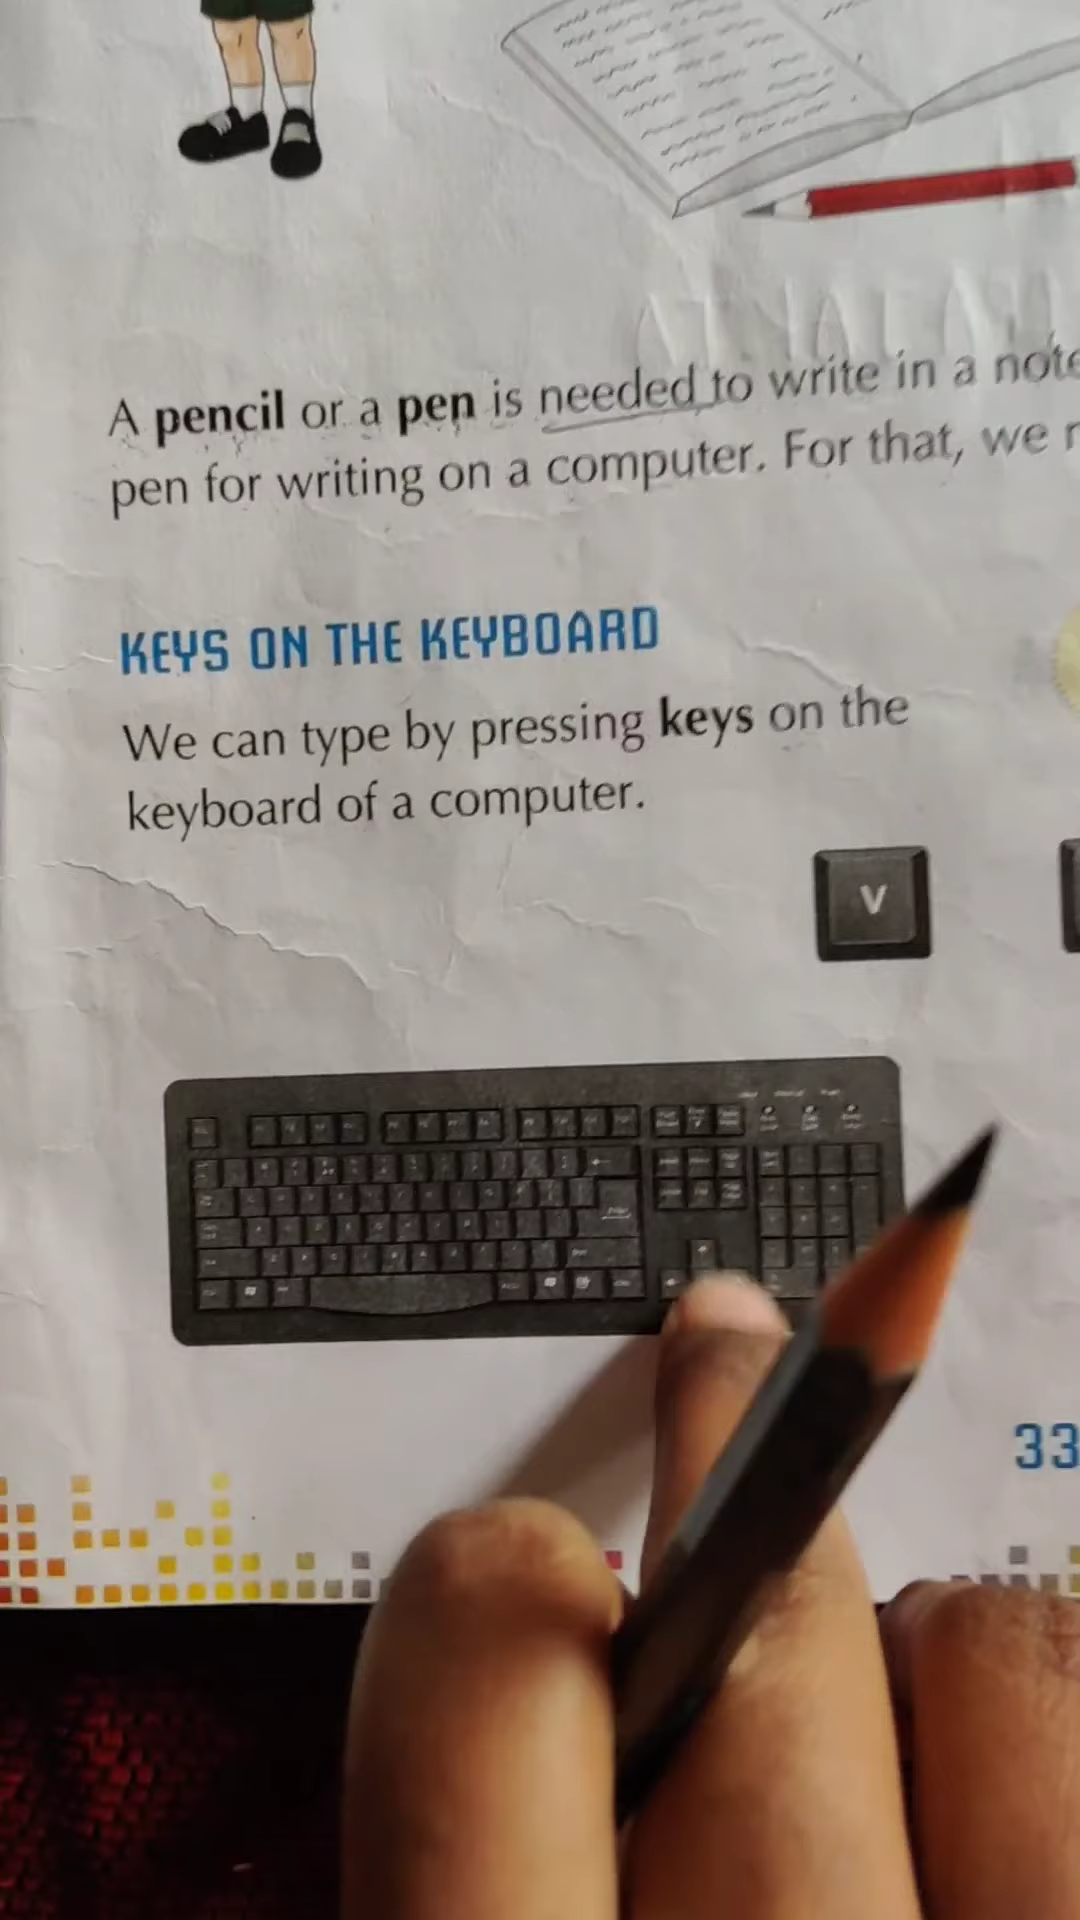 A pencil or a pen is needed to write in a note
pen for writing on a computer. For that, we
KEYS ON THE KEYBOARD
We can type by pressing keys on the
keyboard of a computer.
V
33